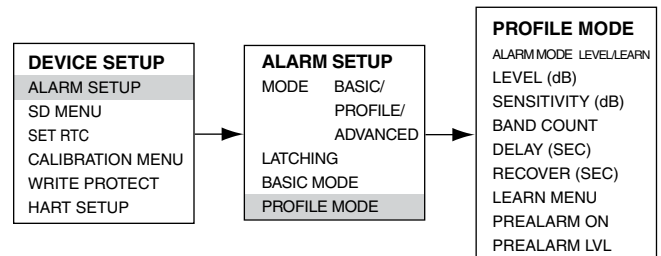 DEVICE SETUP
ALARM SETUP
SD MENU
SET RTC
CALIBRATION MENU
WRITE PROTECT
HART SETUP
ALARM SETUP
MODE BASIC/
PROFILE/
ADVANCED
LATCHING
BASIC MODE
PROFILE MODE
PROFILE MODE
ALARM MODE LEVEL/LEARN
LEVEL (dB)
SENSITIVITY (dB)
BAND COUNT
DELAY (SEC)
RECOVER (SEC)
LEARN MENU
PREALARM ON
PREALARM LVL